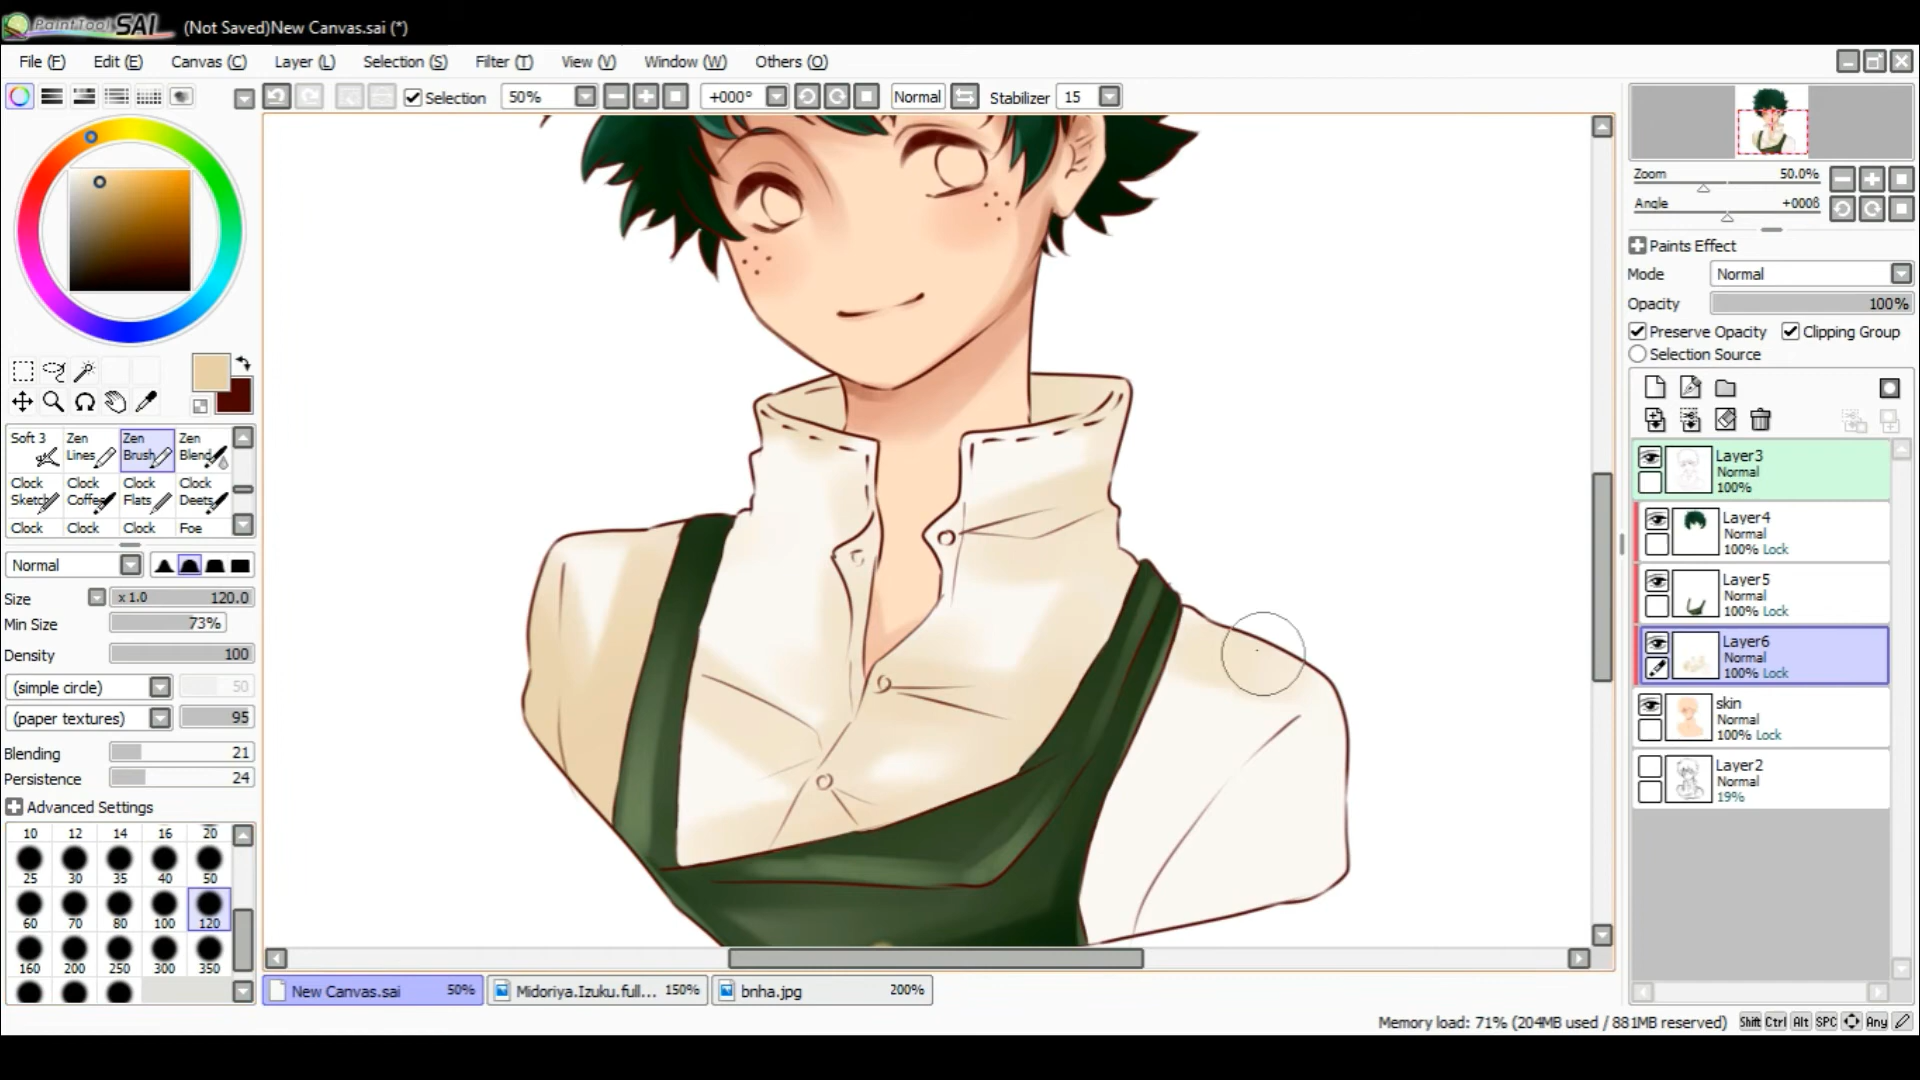 PaintTool SAI (Not Saved)New Canvas.sai (*)
File (F) Edit (E) Canvas (C) Layer (L) Selection (S) Filter (T) View (V) Window (W) Others (O)
Selection 50% +000° Normal Stabilizer 15
Zoom 50.0%
Angle +000§
Paints Effect
Mode Normal
Opacity 100%
Preserve Opacity Clipping Group
Selection Source
Soft 3 Zen Lines Zen Brush Zen Blend
Clock Sketch Clock Coffee Clock Flats Clock Deets
Clock Clock Clock Foe
Normal
Size x 1.0 120.0
Min Size 73%
Density 100
(simple circle) 50
(paper textures) 95
Blending 21
Persistence 24
Advanced Settings
10 12 14 16 20
25 30 35 40 50
60 70 80 100 120
160 200 250 300 350
Layer3
Normal
100%
Layer4
Normal
100% Lock
Layer5
Normal
100% Lock
Layer6
Normal
100% Lock
skin
Normal
100% Lock
Layer2
Normal
19%
New Canvas.sai 50% Midoriya.Izuku.full... 150% bnha.jpg 200%
Memory load: 71% (204MB used / 881MB reserved) Shift Ctrl Alt SPC Any